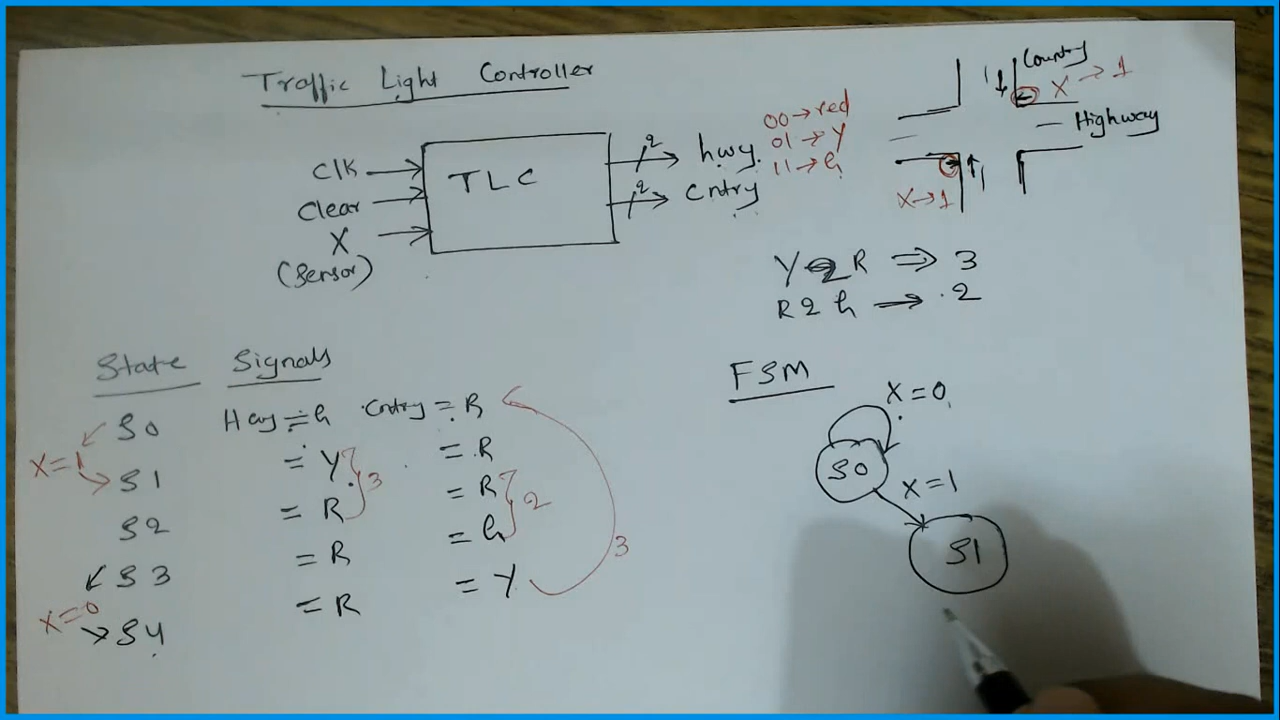 Traffic Light Controller
Clk
Clear
X
(Sensor)
TLC
2
hwy.
2
Cntry
00 → red
01 → Y
11 → G
Country
X → 1
Highway
X → 1
Y 2 R ⇒ 3
R 2 G → 2
State Signals
S0 Hwy = G Cntry = R
X=1
S1 = Y = R
3
S2 = R = R
2
S3 = R = G
3
X=0
S4 = R = Y
FSM
X=0
S0
X=1
S1